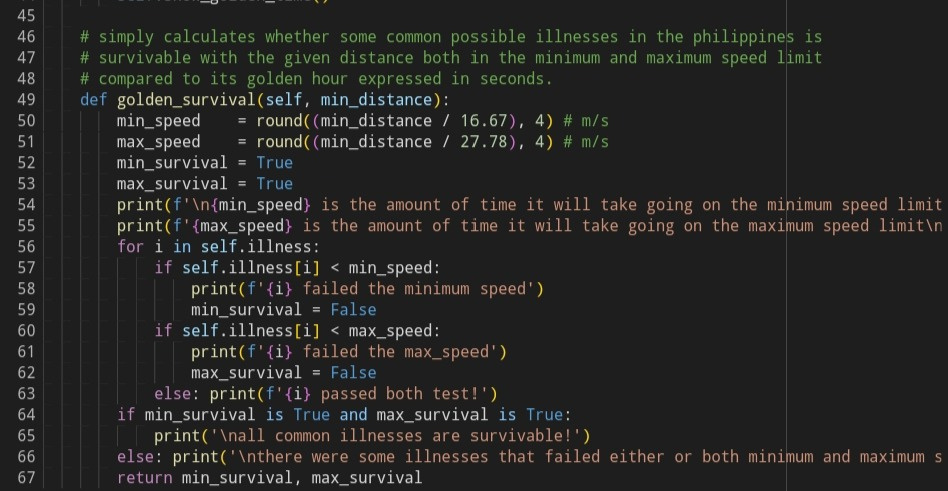 45
46 # simply calculates whether some common possible illnesses in the philippines is
47 # survivable with the given distance both in the minimum and maximum speed limit
48 # compared to its golden hour expressed in seconds.
49 def golden_survival(self, min_distance):
50 min_speed    = round((min_distance / 16.67), 4) # m/s
51 max_speed    = round((min_distance / 27.78), 4) # m/s
52 min_survival = True
53 max_survival = True
54 print(f'\n{min_speed} is the amount of time it will take going on the minimum speed limit
55 print(f'{max_speed} is the amount of time it will take going on the maximum speed limit\n
56 for i in self.illness:
57 if self.illness[i] < min_speed:
58 print(f'{i} failed the minimum speed')
59 min_survival = False
60 if self.illness[i] < max_speed:
61 print(f'{i} failed the max_speed')
62 max_survival = False
63 else: print(f'{i} passed both test!')
64 if min_survival is True and max_survival is True:
65 print('\nall common illnesses are survivable!')
66 else: print('\nthere were some illnesses that failed either or both minimum and maximum s
67 return min_survival, max_survival